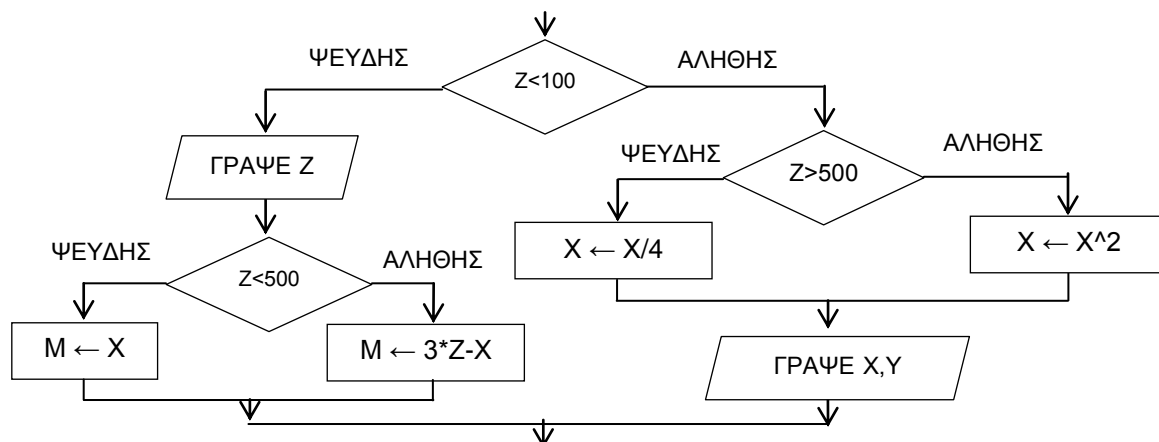 ΨΕΥΔΗΣ
Z<100
ΑΛΗΘΗΣ
ΓΡΑΨΕ Z
ΨΕΥΔΗΣ
Z>500
ΑΛΗΘΗΣ
X ← X/4
X ← X^2
ΨΕΥΔΗΣ
Z<500
ΑΛΗΘΗΣ
M ← X
M ← 3*Z-X
ΓΡΑΨΕ X,Y